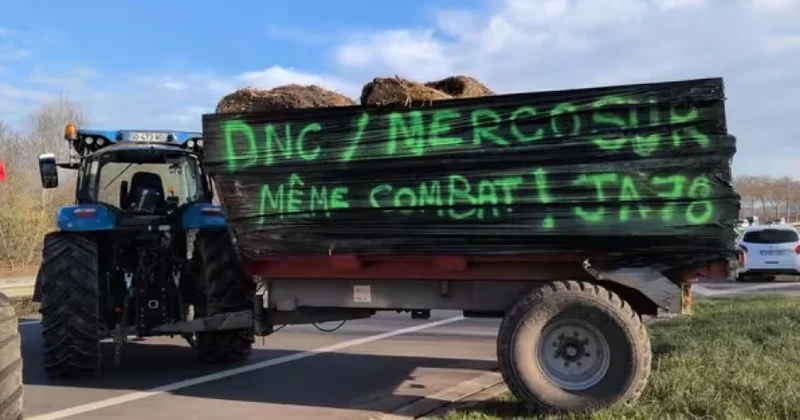 DNC / MERCOSUR
MÊME COMBAT ! JA78